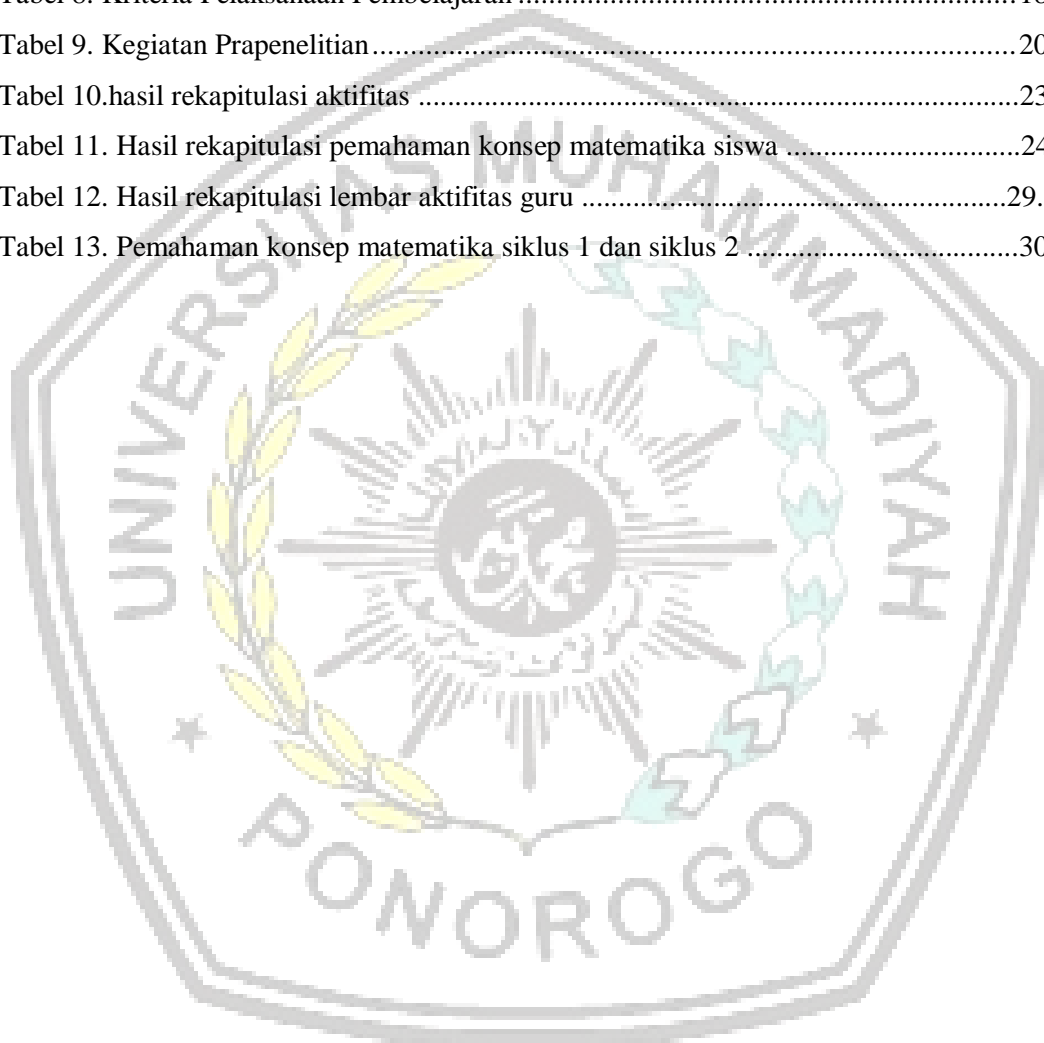 Tabel 8. Kriteria Pelaksanaan Pembelajaran
Tabel 9. Kegiatan Prapenelitian....................................................................................20
Tabel 10.hasil rekapitulasi aktifitas ...........................................................................23
Tabel 11. Hasil rekapitulasi pemahaman konsep matematika siswa .............................24
Tabel 12. Hasil rekapitulasi lembar aktifitas guru .....................................................29.
Tabel 13. Pemahaman konsep matematika siklus 1 dan siklus 2 ..................................30
UNIVERSITAS MUHAMMADIYAH
PONOROGO